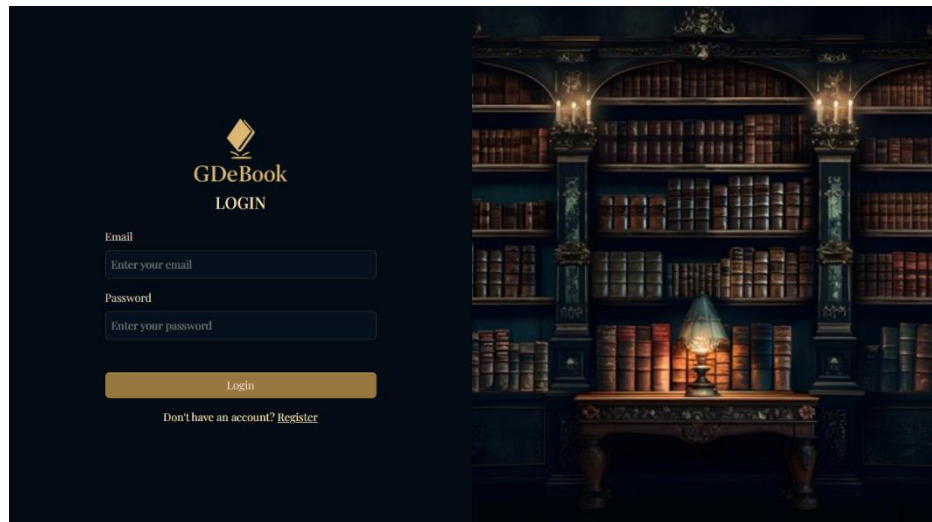 GDeBook
LOGIN
Email
Enter your email
Password
Enter your password
Login
Don't have an account? Register